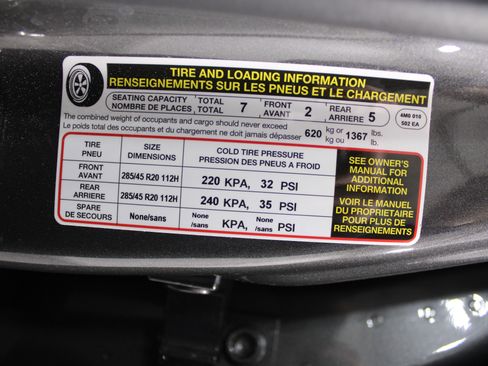 TIRE AND LOADING INFORMATION
RENSEIGNEMENTS SUR LES PNEUS ET LE CHARGEMENT
SEATING CAPACITY TOTAL 7 FRONT 2 REAR 5
NOMBRE DE PLACES TOTAL AVANT ARRIERE
4M0 010
502 EA
The combined weight of occupants and cargo should never exceed 620 kg or 1367 lbs.
Le poids total des occupants et du chargement ne doit jamais dépasser kg ou lb.
TIRE SIZE COLD TIRE PRESSURE
PNEU DIMENSIONS PRESSION DES PNEUS A FROID
FRONT
AVANT 285/45 R20 112H 220 KPA, 32 PSI
REAR
ARRIERE 285/45 R20 112H 240 KPA, 35 PSI
SPARE
DE SECOURS None/sans None/sans KPA, None/sans PSI
SEE OWNER'S
MANUAL FOR
ADDITIONAL
INFORMATION
VOIR LE MANUEL
DU PROPRIETAIRE
POUR PLUS DE
RENSEIGNEMENTS